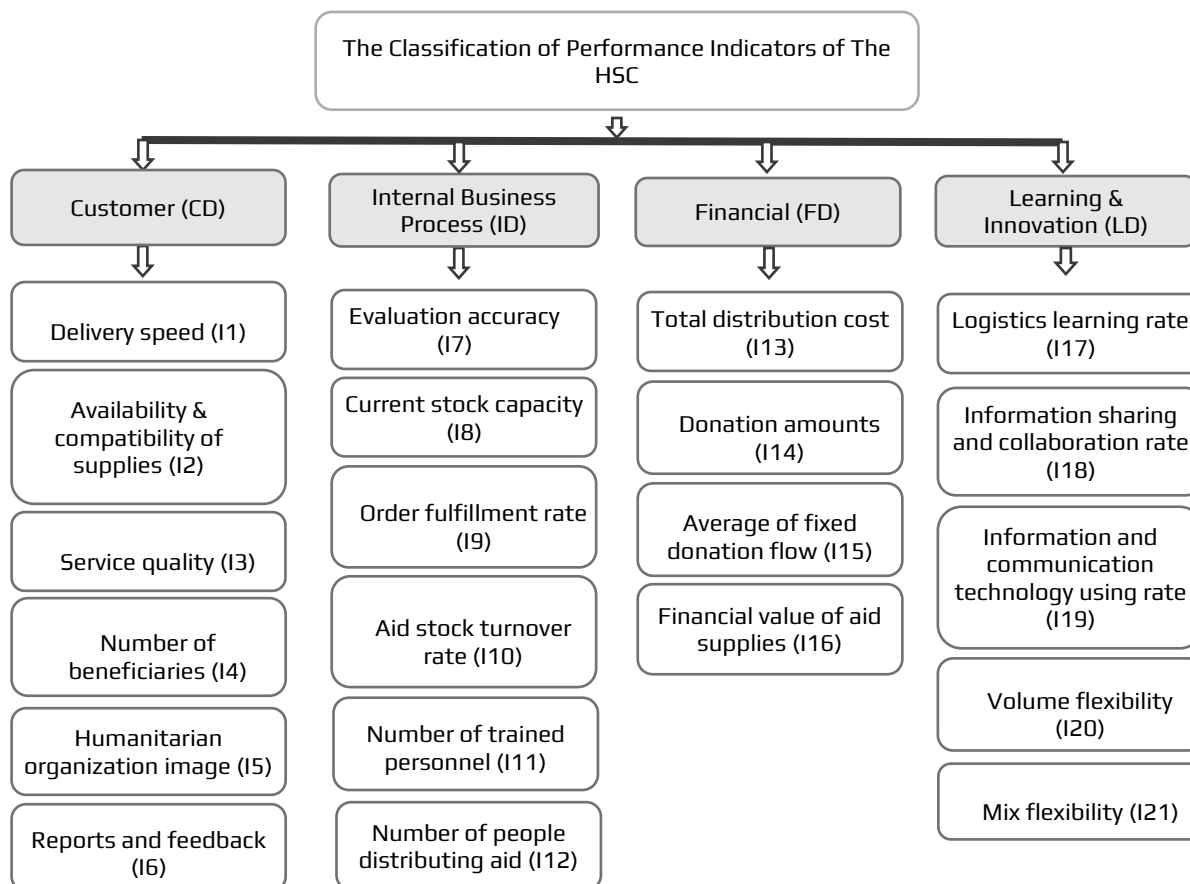 The Classification of Performance Indicators of The
HSC
Customer (CD)
Internal Business
Process (ID)
Financial (FD)
Learning &
Innovation (LD)
Delivery speed (I1)
Availability &
compatibility of
supplies (I2)
Service quality (I3)
Number of
beneficiaries (I4)
Humanitarian
organization image (I5)
Reports and feedback
(I6)
Evaluation accuracy
(I7)
Current stock capacity
(I8)
Order fulfillment rate
(I9)
Aid stock turnover
rate (I10)
Number of trained
personnel (I11)
Number of people
distributing aid (I12)
Total distribution cost
(I13)
Donation amounts
(I14)
Average of fixed
donation flow (I15)
Financial value of aid
supplies (I16)
Logistics learning rate
(I17)
Information sharing
and collaboration rate
(I18)
Information and
communication
technology using rate
(I19)
Volume flexibility
(I20)
Mix flexibility (I21)